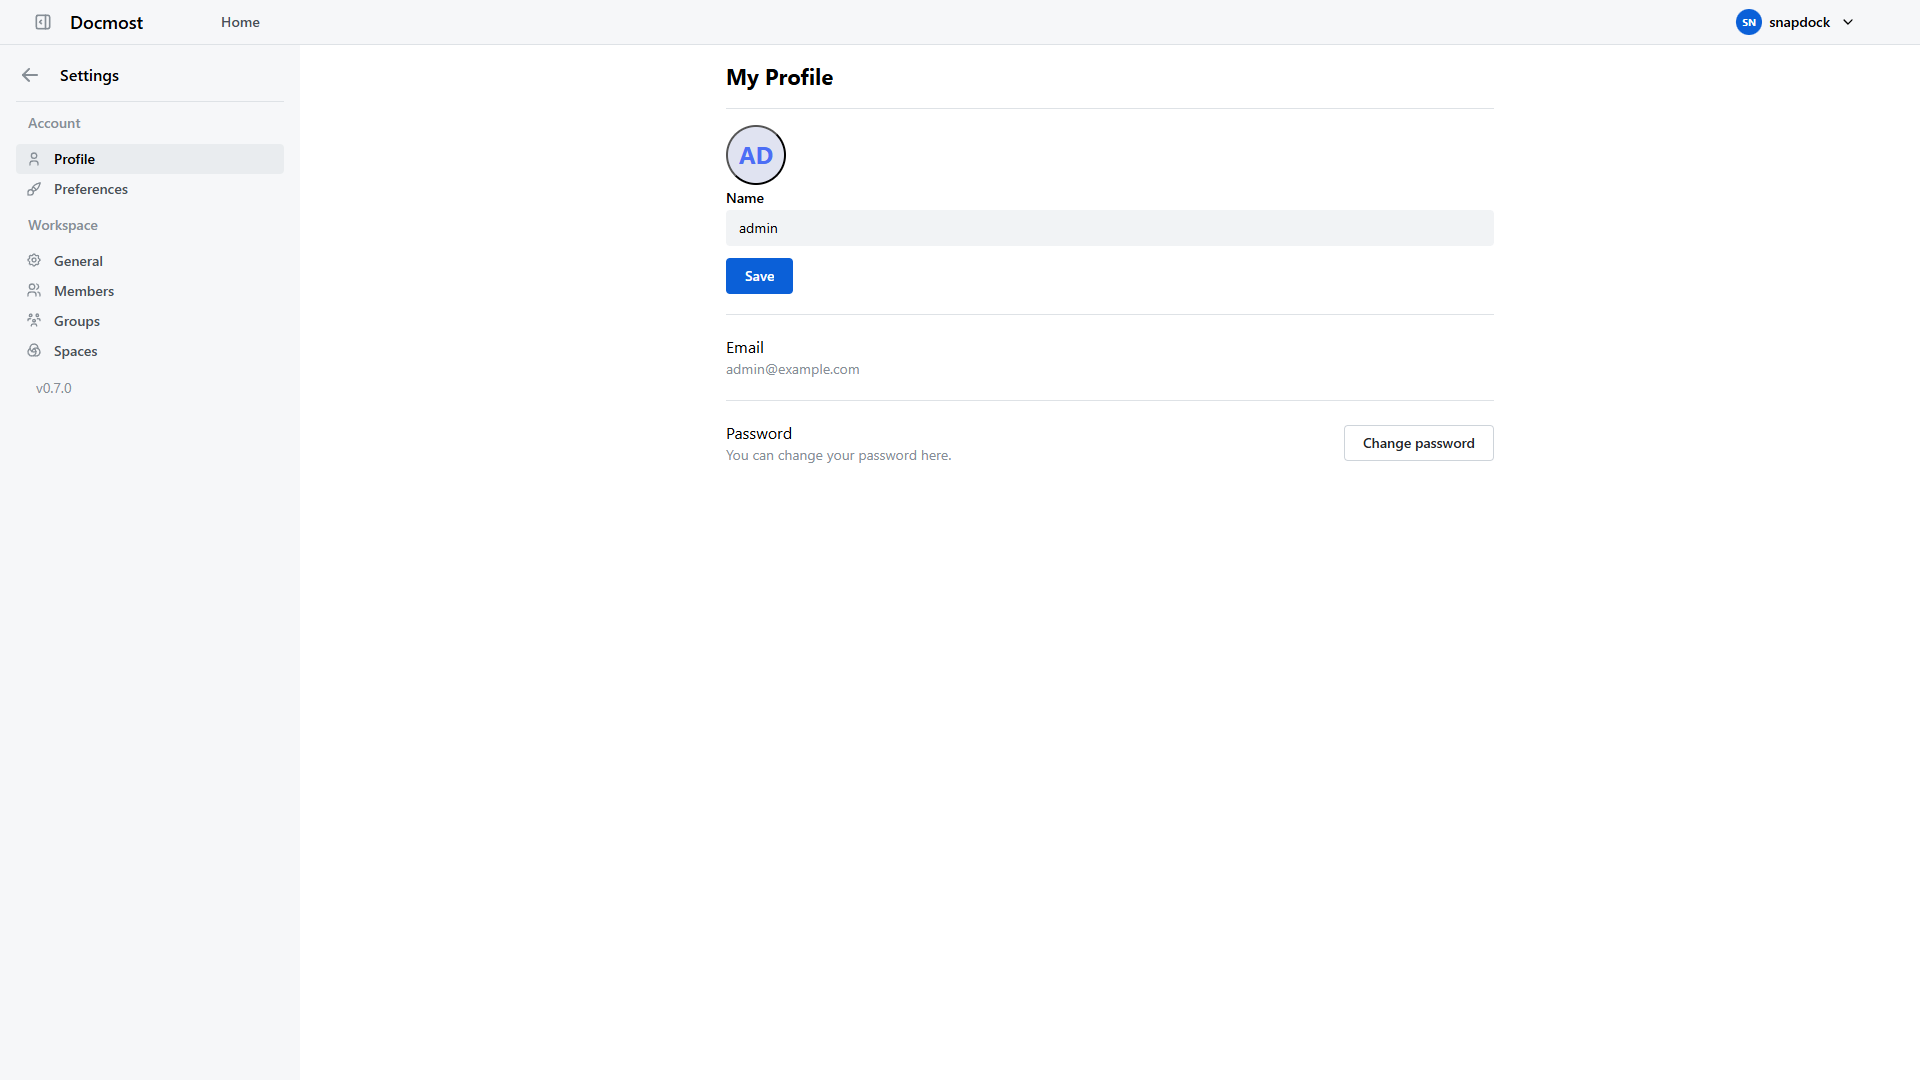 Docmost
Home
SN snapdock
Settings
Account
Profile
Preferences
Workspace
General
Members
Groups
Spaces
v0.7.0
My Profile
AD
Name
admin
Save
Email
admin@example.com
Password
You can change your password here.
Change password